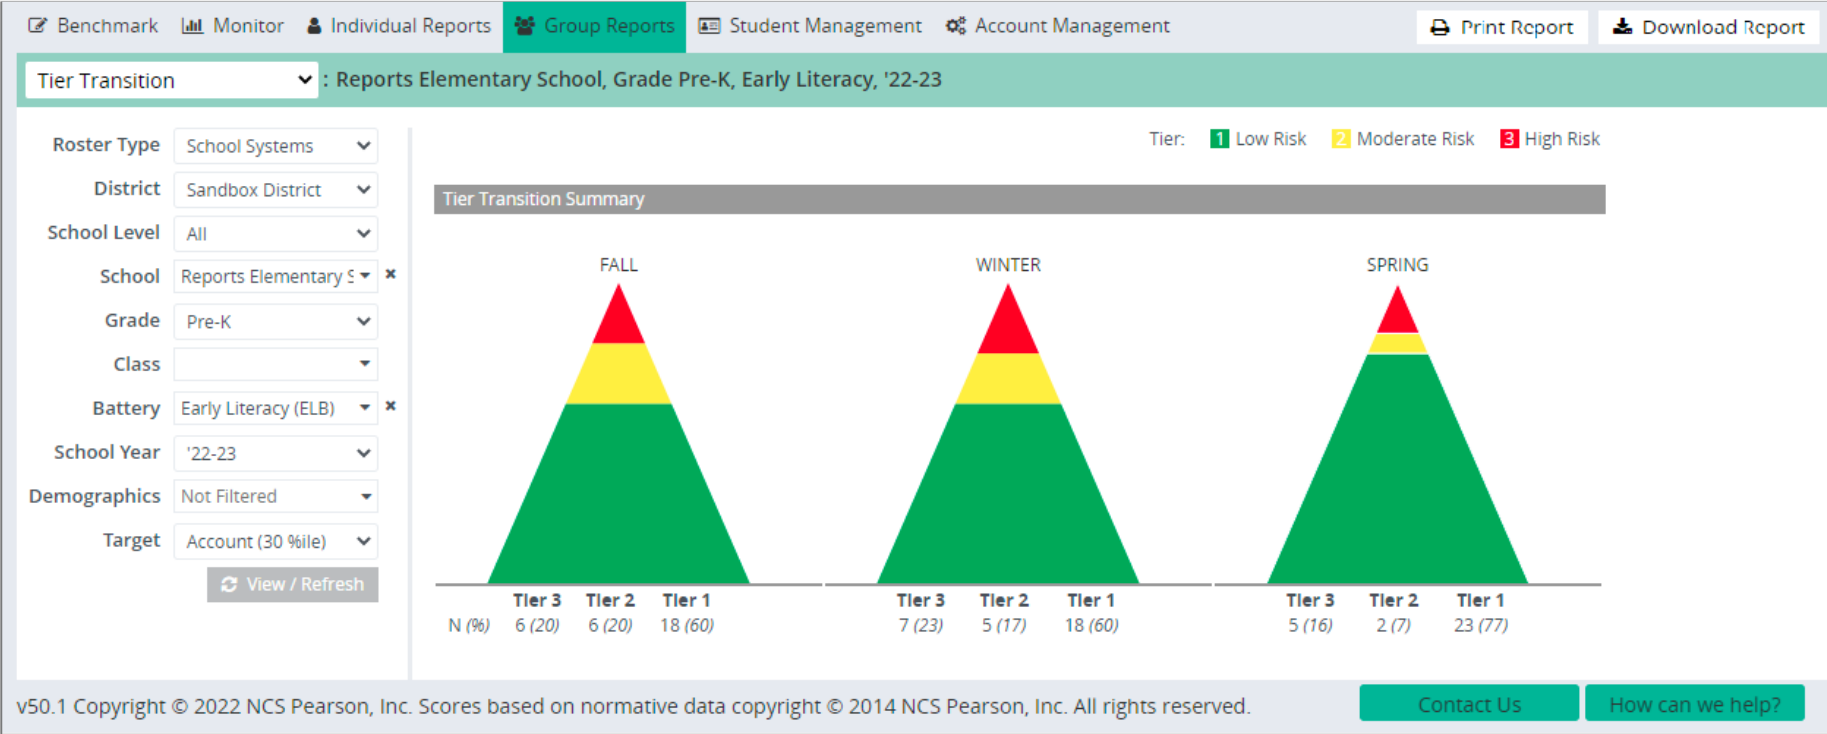 Benchmark Monitor Individual Reports Group Reports Student Management Account Management Print Report Download Report
Tier Transition : Reports Elementary School, Grade Pre-K, Early Literacy, '22-23
Roster Type School Systems
District Sandbox District
School Level All
School Reports Elementary S
Grade Pre-K
Class
Battery Early Literacy (ELB)
School Year '22-23
Demographics Not Filtered
Target Account (30 %ile)
View / Refresh
Tier: 1 Low Risk 2 Moderate Risk 3 High Risk
Tier Transition Summary
FALL WINTER SPRING
Tier 3 Tier 2 Tier 1 Tier 3 Tier 2 Tier 1 Tier 3 Tier 2 Tier 1
N (%) 6 (20) 6 (20) 18 (60) 7 (23) 5 (17) 18 (60) 5 (16) 2 (7) 23 (77)
v50.1 Copyright © 2022 NCS Pearson, Inc. Scores based on normative data copyright © 2014 NCS Pearson, Inc. All rights reserved.
Contact Us How can we help?